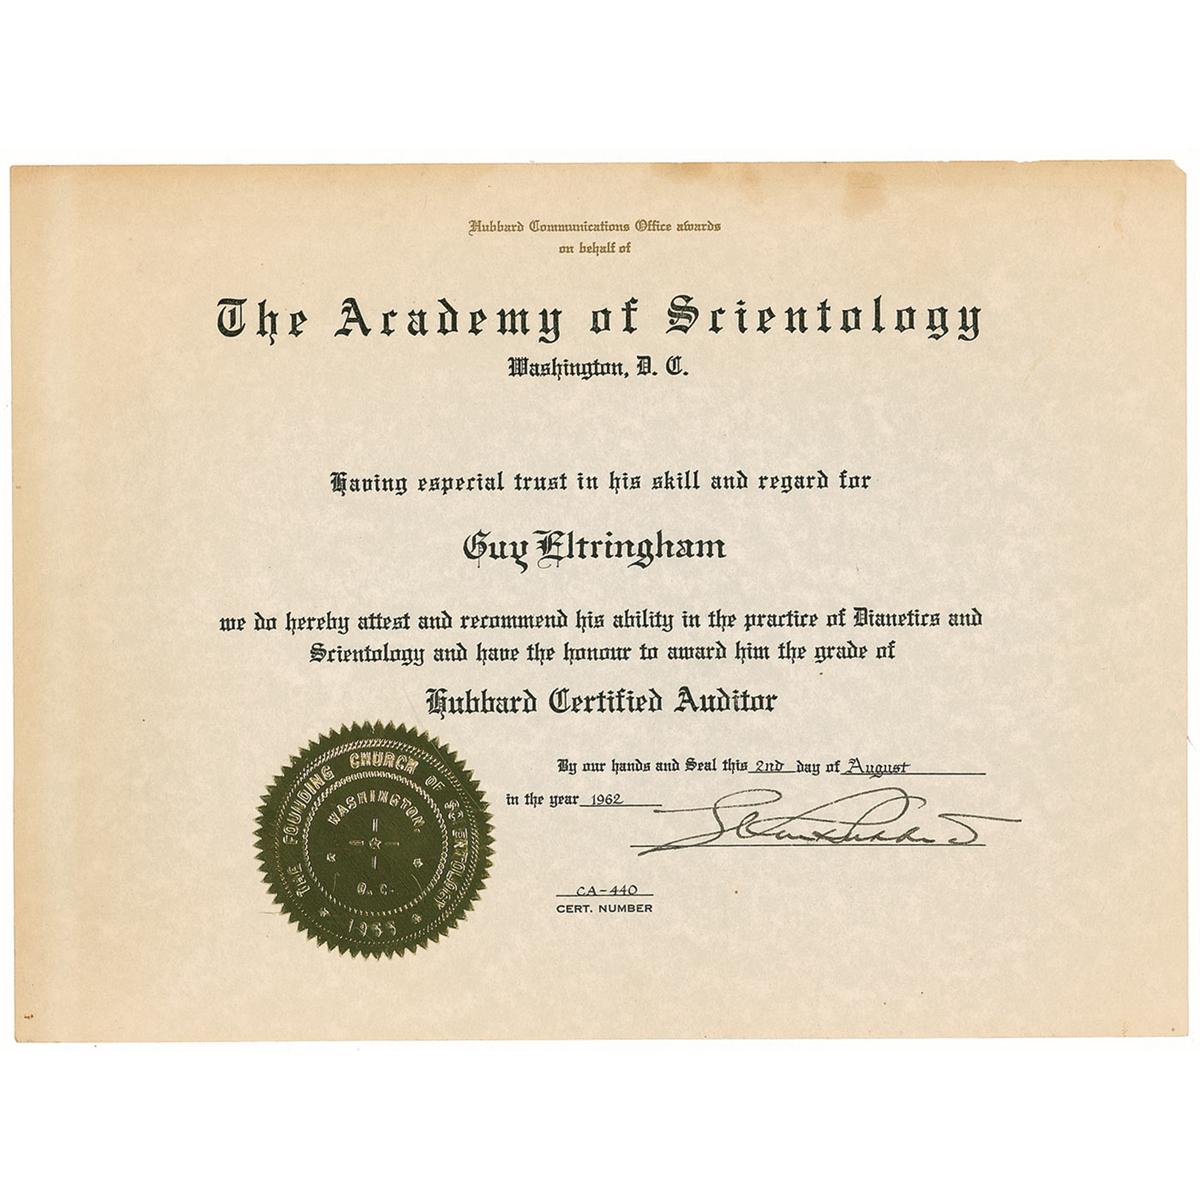 Hubbard Communications Office awards
on behalf of
The Academy of Scientology
Washington, D. C.
Having especial trust in his skill and regard for
Guy Eltringham
we do hereby attest and recommend his ability in the practice of Dianetics and
Scientology and have the honour to award him the grade of
Hubbard Certified Auditor
By our hands and Seal this 2nd day of August
in the year 1962
CA-440
CERT. NUMBER
THE FOUNDING CHURCH OF SCIENTOLOGY
WASHINGTON,
D. C.
1955